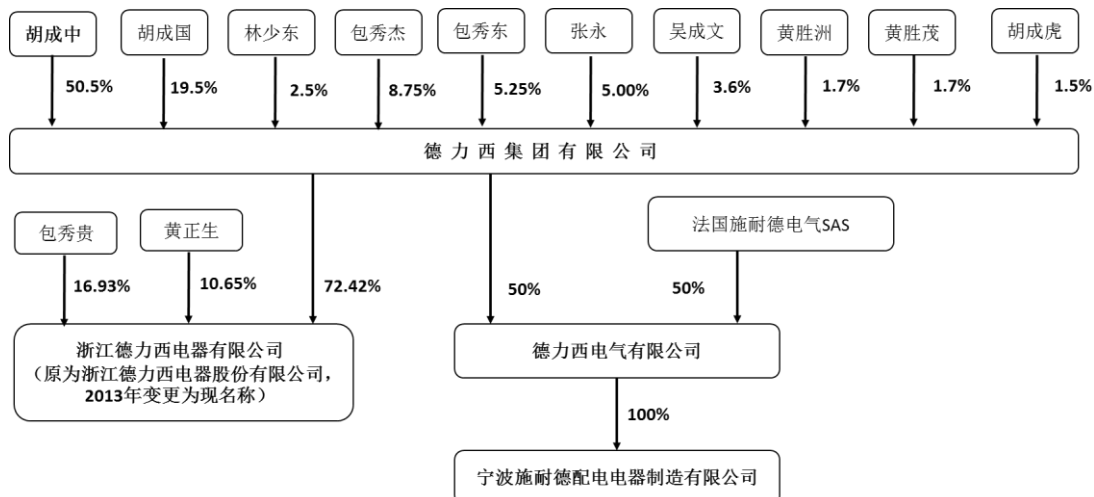 胡成中
胡成国
林少东
包秀杰
包秀东
张永
吴成文
黄胜洲
黄胜茂
胡成虎
50.5%
19.5%
2.5%
8.75%
5.25%
5.00%
3.6%
1.7%
1.7%
1.5%
德力西集团有限公司
包秀贵
黄正生
法国施耐德电气SAS
16.93%
10.65%
72.42%
50%
50%
浙江德力西电器有限公司
（原为浙江德力西电器股份有限公司，
2013年变更为现名称）
德力西电气有限公司
100%
宁波施耐德配电电器制造有限公司